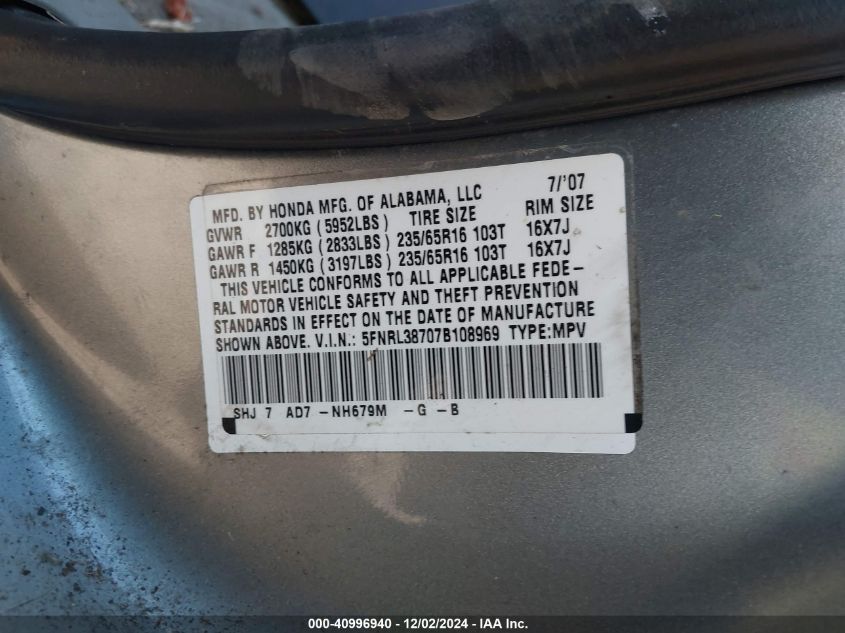 MFD. BY HONDA MFG. OF ALABAMA, LLC 7/'07
GVWR 2700KG (5952LBS) TIRE SIZE RIM SIZE
GAWR F 1285KG (2833LBS) 235/65R16 103T 16X7J
GAWR R 1450KG (3197LBS) 235/65R16 103T 16X7J
THIS VEHICLE CONFORMS TO ALL APPLICABLE FEDE-
RAL MOTOR VEHICLE SAFETY AND THEFT PREVENTION
STANDARDS IN EFFECT ON THE DATE OF MANUFACTURE
SHOWN ABOVE. V.I.N.: 5FNRL38707B108969 TYPE:MPV
SHJ 7 AD7 -NH679M -G -B
000-40996940 - 12/02/2024 - IAA Inc.